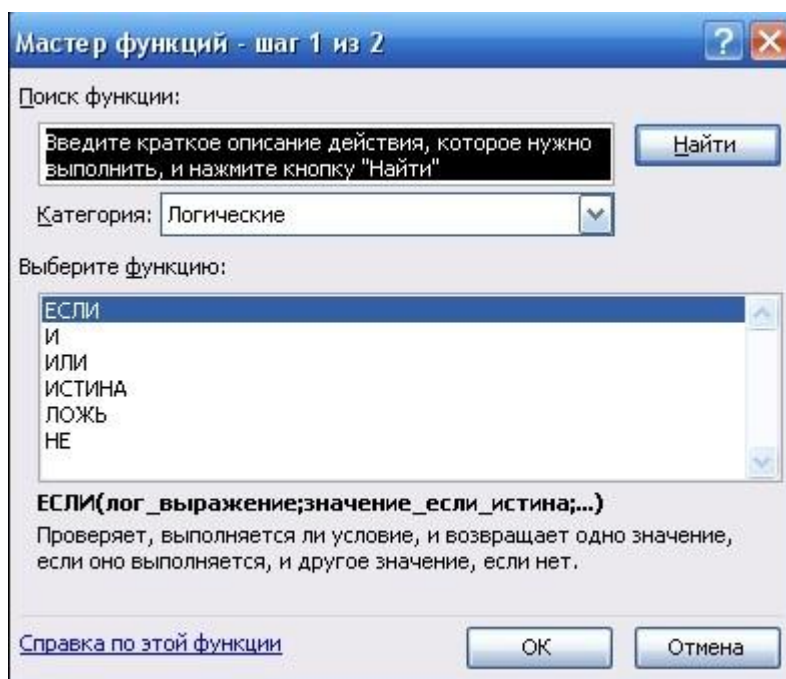 Мастер функций - шаг 1 из 2
Поиск функции:
Введите краткое описание действия, которое нужно
выполнить, и нажмите кнопку "Найти"
Найти
Категория: Логические
Выберите функцию:
ЕСЛИ
И
ИЛИ
ИСТИНА
ЛОЖЬ
НЕ
ЕСЛИ(лог_выражение;значение_если_истина;...)
Проверяет, выполняется ли условие, и возвращает одно значение,
если оно выполняется, и другое значение, если нет.
Справка по этой функции
ОК
Отмена